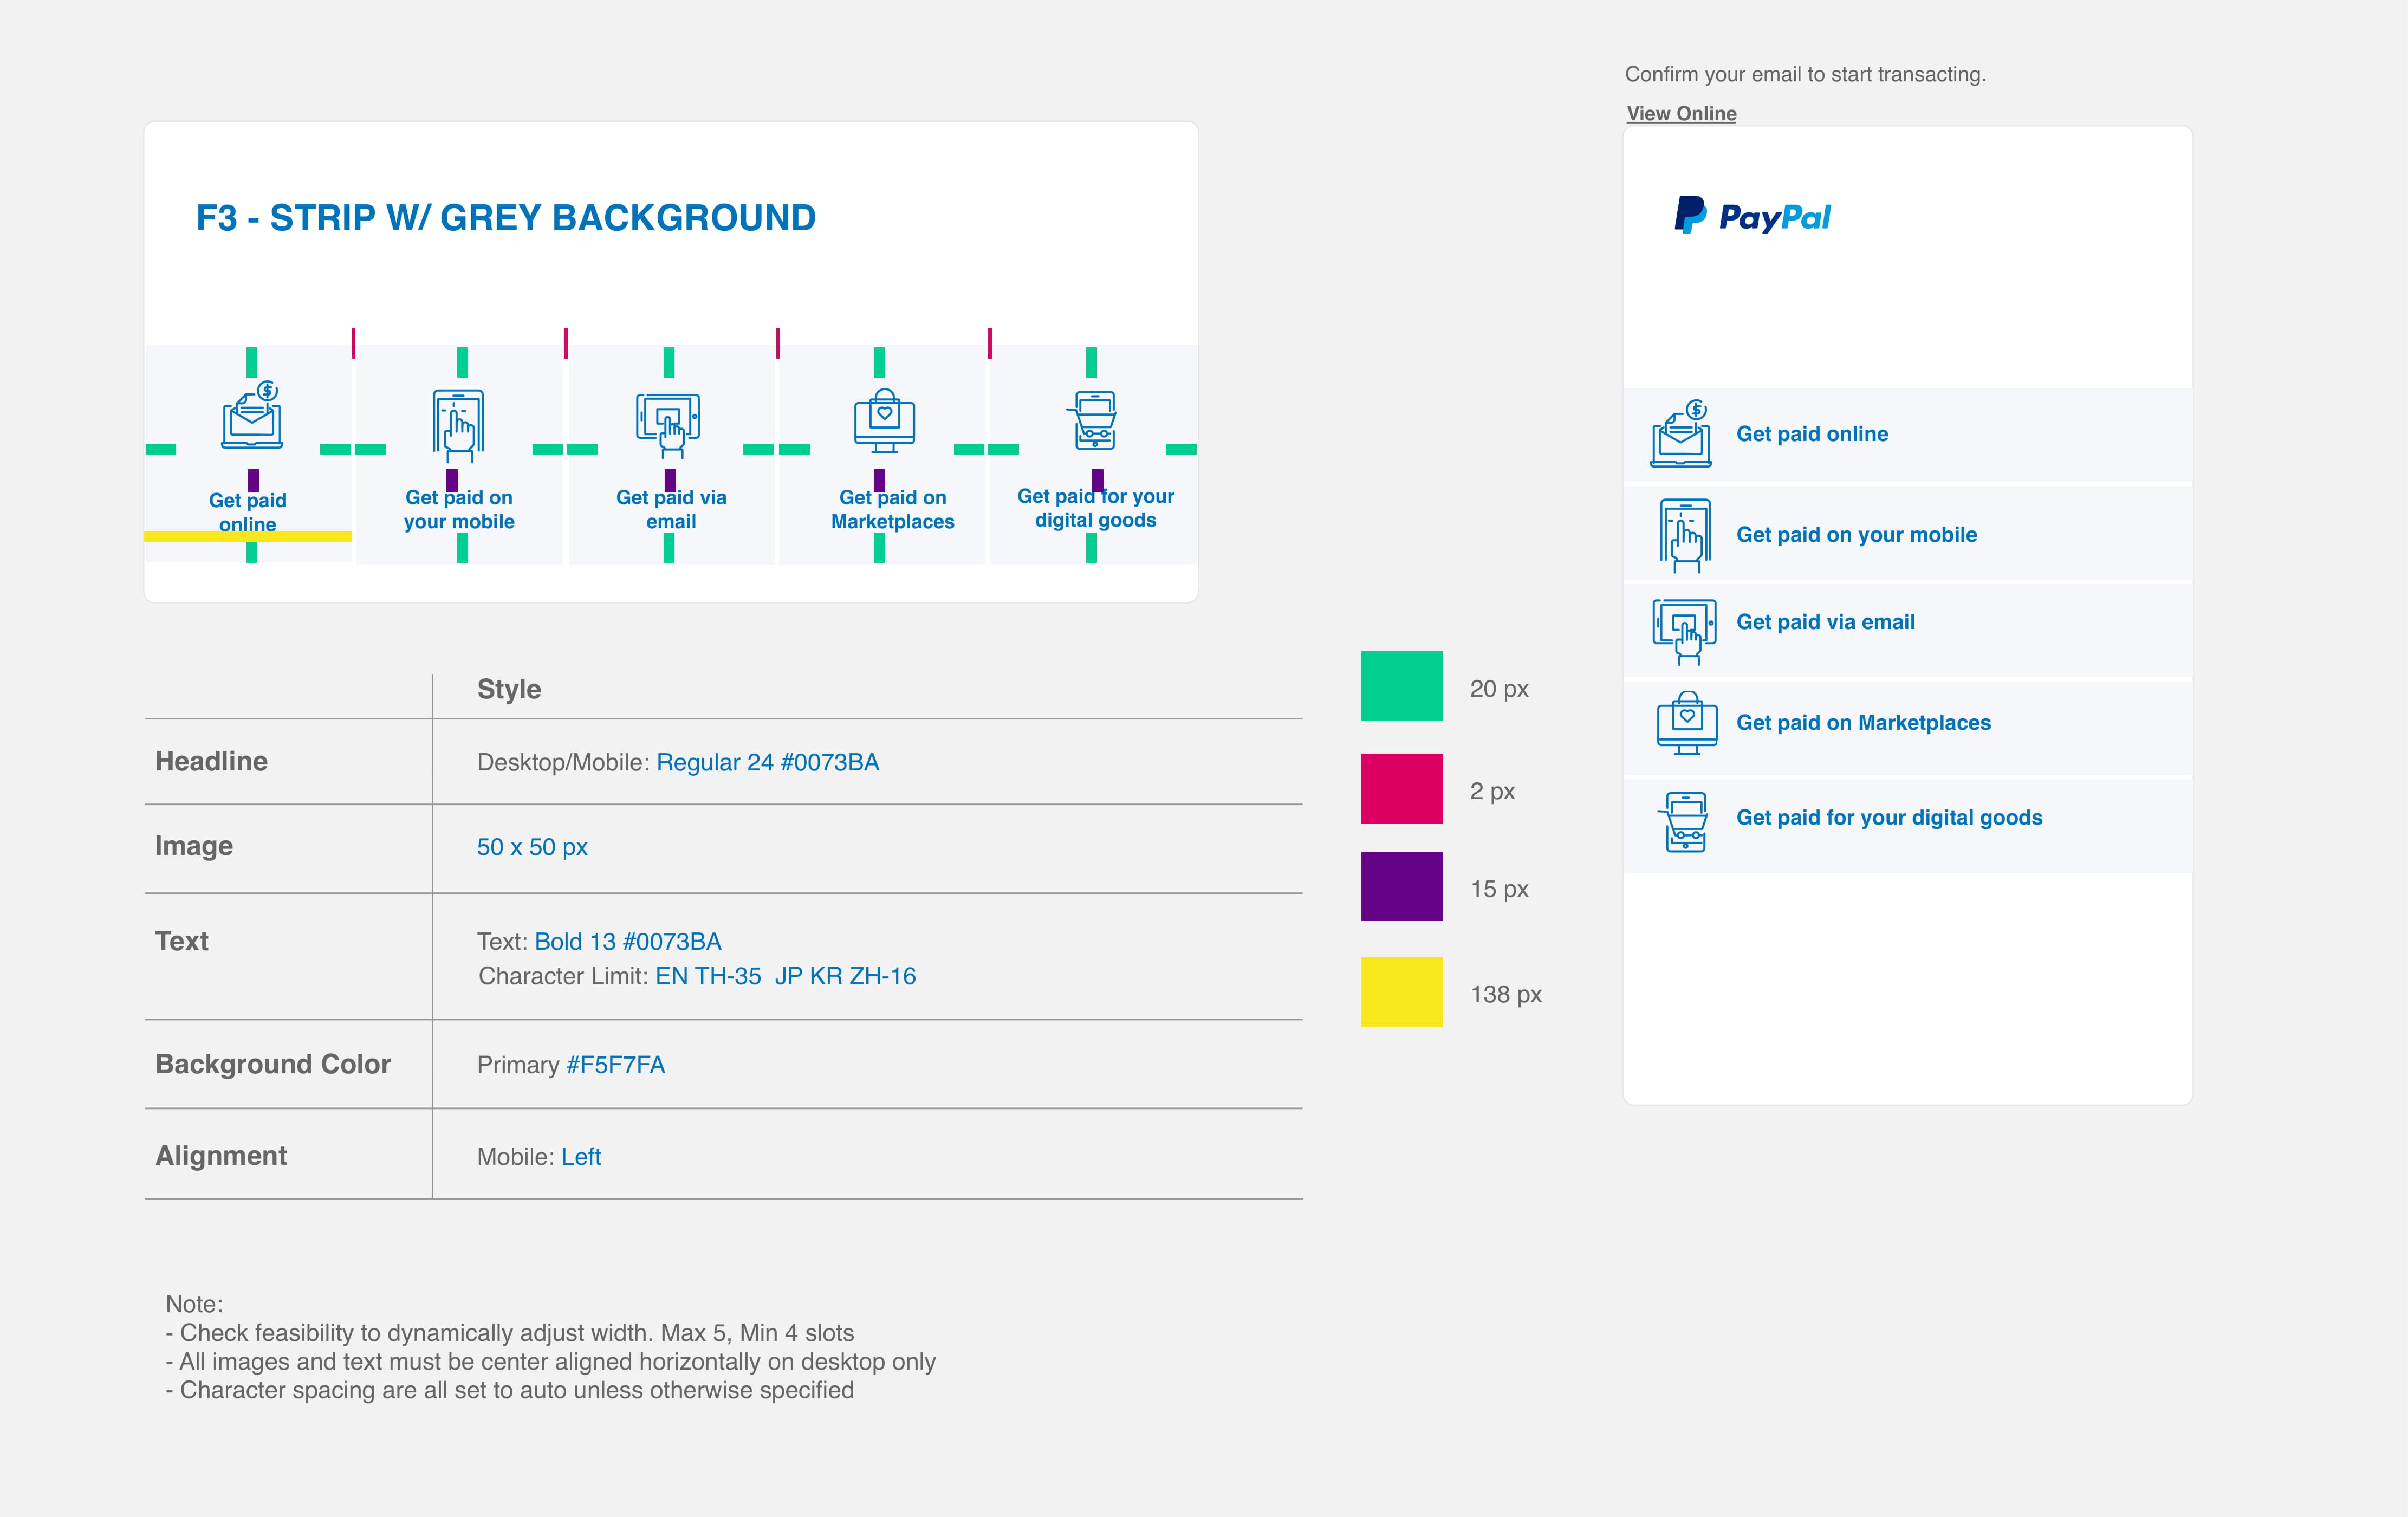 F3 - STRIP W/ GREY BACKGROUND
$
Get paid
online
Get paid on
your mobile
Get paid via
email
Get paid on
Marketplaces
Get paid for your
digital goods
Style
Headline
Desktop/Mobile: Regular 24 #0073BA
Image
50 x 50 px
Text
Text: Bold 13 #0073BA
Character Limit: EN TH-35  JP KR ZH-16
Background Color
Primary #F5F7FA
Alignment
Mobile: Left
Note:
- Check feasibility to dynamically adjust width. Max 5, Min 4 slots
- All images and text must be center aligned horizontally on desktop only
- Character spacing are all set to auto unless otherwise specified
20 px
2 px
15 px
138 px
Confirm your email to start transacting.
View Online
PayPal
$
Get paid online
Get paid on your mobile
Get paid via email
Get paid on Marketplaces
Get paid for your digital goods